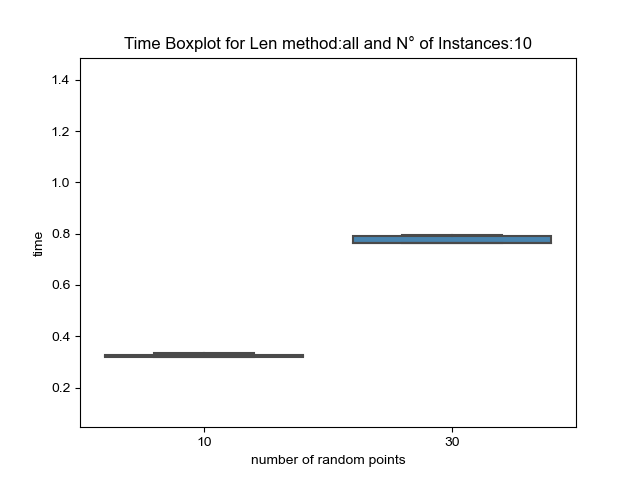 Time Boxplot for Len method:all and N° of Instances:10
1.4
1.2
1.0
0.8
0.6
0.4
0.2
time
10 30
number of random points